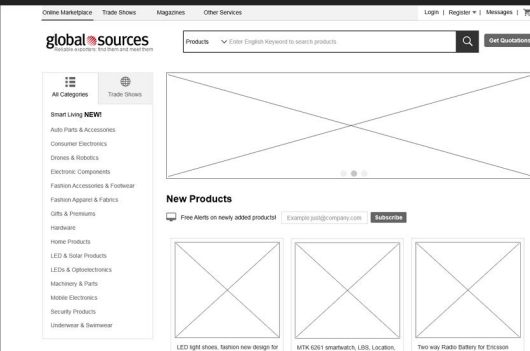 Online Marketplace Trade Shows Magazines Other Services Login | Register | Messages |
global sources
Reliable exporters: find them and meet them
Products Enter English Keyword to search products Get Quotations
All Categories Trade Shows
Smart Living NEW!
Auto Parts & Accessories
Consumer Electronics
Drones & Robotics
Electronic Components
Fashion Accessories & Footwear
Fashion Apparel & Fabrics
Gifts & Premiums
Hardware
Home Products
LED & Solar Products
LEDs & Optoelectronics
Machinery & Parts
Mobile Electronics
Security Products
Underwear & Swimwear
New Products
Free Alerts on newly added products! Example:just@company.com Subscribe
LED light shoes, fashion new design for MTK 6261 smartwatch, LBS, Location, Two way Radio Battery for Ericsson